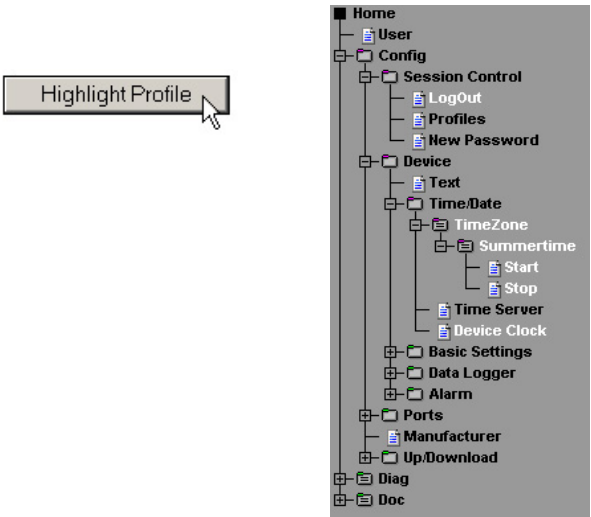 Highlight Profile
Home
User
Config
Session Control
LogOut
Profiles
New Password
Device
Text
Time/Date
TimeZone
Summertime
Start
Stop
Time Server
Device Clock
Basic Settings
Data Logger
Alarm
Ports
Manufacturer
Up/Download
Diag
Doc